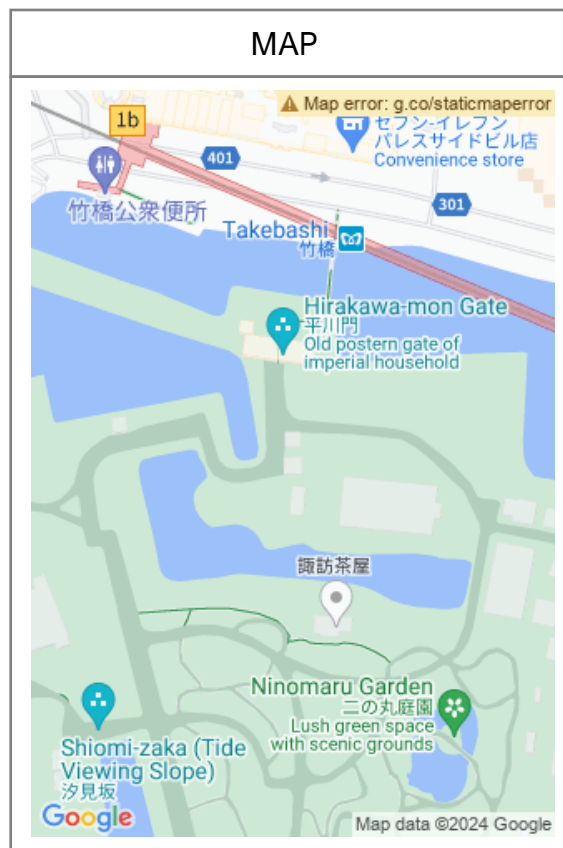 MAP
⚠ Map error: g.co/staticmaperror
1b
セブン-イレブン
パレスサイドビル店
Convenience store
401
竹橋公衆便所
301
Takebashi
竹橋
Hirakawa-mon Gate
平川門
Old postern gate of
imperial household
諏訪茶屋
Ninomaru Garden
二の丸庭園
Lush green space
with scenic grounds
Shiomi-zaka (Tide
Viewing Slope)
汐見坂
Google
Map data ©2024 Google